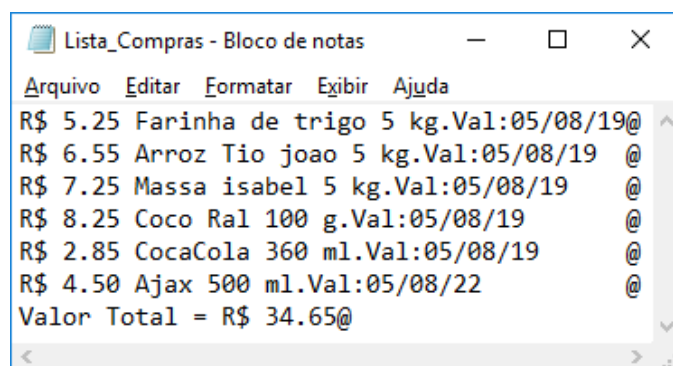 Lista_Compras - Bloco de notas
Arquivo Editar Formatar Exibir Ajuda
R$ 5.25 Farinha de trigo 5 kg.Val:05/08/19@
R$ 6.55 Arroz Tio joao 5 kg.Val:05/08/19  @
R$ 7.25 Massa isabel 5 kg.Val:05/08/19    @
R$ 8.25 Coco Ral 100 g.Val:05/08/19       @
R$ 2.85 CocaCola 360 ml.Val:05/08/19      @
R$ 4.50 Ajax 500 ml.Val:05/08/22          @
Valor Total = R$ 34.65@